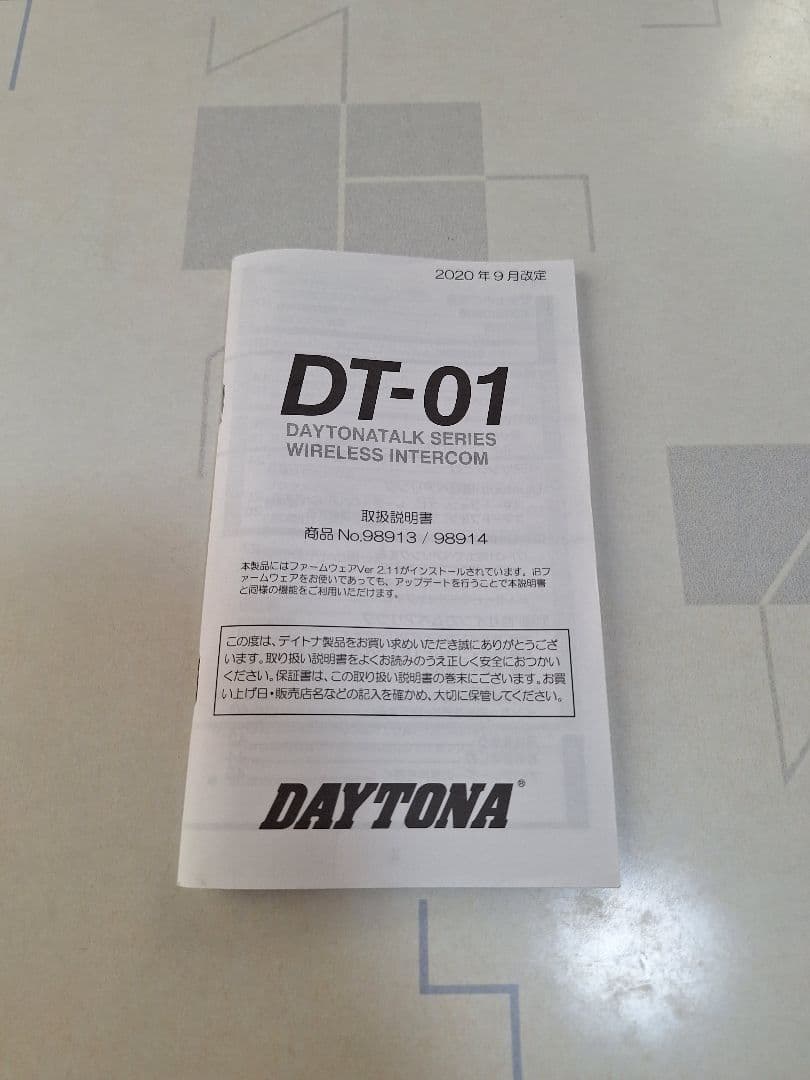 2020年9月改定
DT-01
DAYTONATALK SERIES
WIRELESS INTERCOM
取扱説明書
商品No.98913 / 98914
本製品にはファームウェアVer 2.11がインストールされています。旧フ
ァームウェアをお使いであっても、アップデートを行うことで本説明書
と同様の機能をご利用いただけます。
この度は、デイトナ製品をお買い求めいただき誠にありがとうござ
います。取り扱い説明書をよくお読みのうえ正しく安全におつかい
ください。保証書は、この取り扱い説明書の巻末にございます。お買
い上げ日・販売店名などの記入を確かめ、大切に保管してください。
DAYTONA®